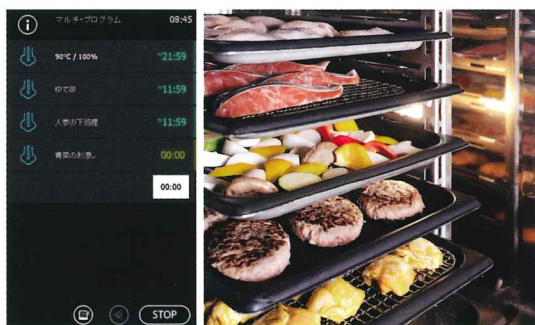 マルチ・プログラム 08:45
90℃ / 100% 21:59
ゆで卵 11:59
人参の下処理 11:59
青菜のお浸し 00:00
00:00
STOP